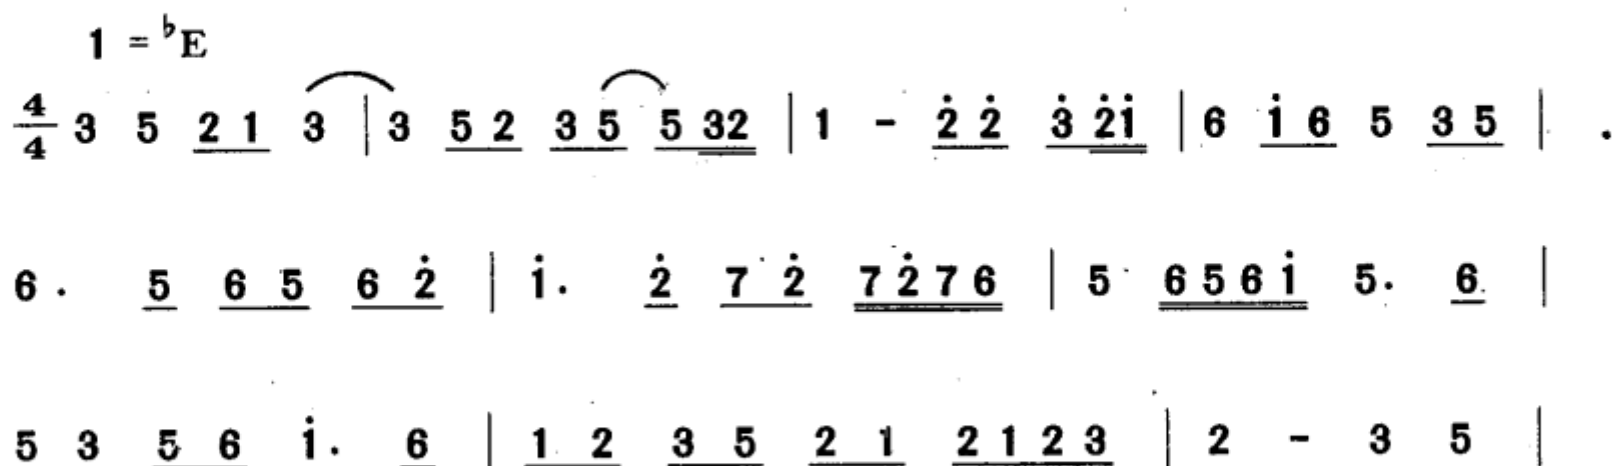 1 = ♭E
4/4 3 5 2 1 3 | 3 5 2 3 5 5 3 2 | 1 - 2̇ 2̇ 3̇ 2̇ 1̇ | 6 1̇ 6 5 3 5 |
6 . 5 6 5 6 2̇ | 1̇ . 2̇ 7 2̇ 7 2̇ 7 6 | 5 6 5 6 1̇ 5 . 6 |
5 3 5 6 1̇ . 6 | 1 2 3 5 2 1 2 1 2 3 | 2 - 3 5 |